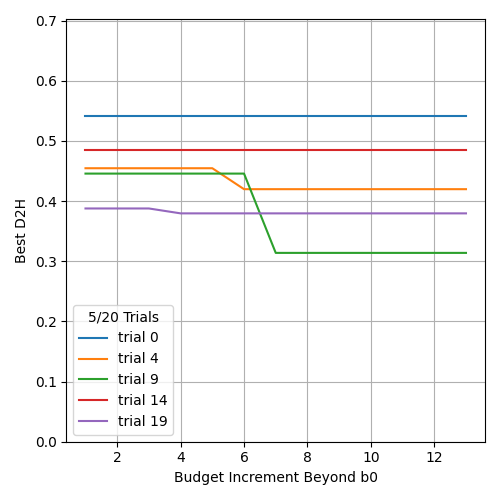 0.7
0.6
0.5
0.4
0.3
0.2
0.1
0.0
Best D2H
5/20 Trials
trial 0
trial 4
trial 9
trial 14
trial 19
2 4 6 8 10 12
Budget Increment Beyond b0